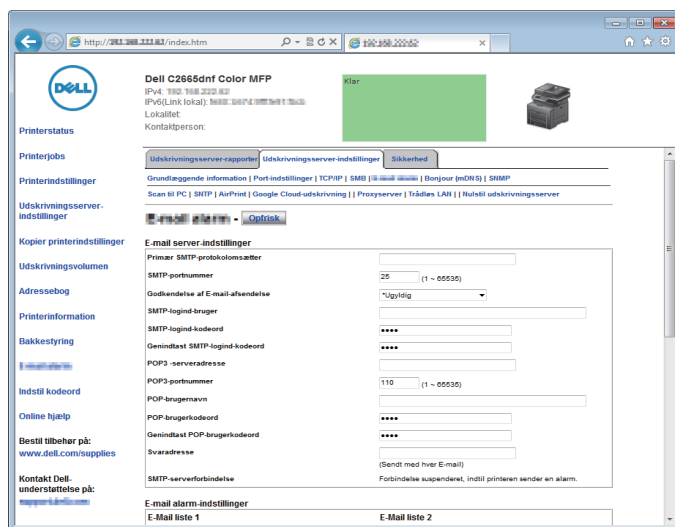 http:// /index.htm
DELL
Dell C2665dnf Color MFP
IPv4:
IPv6(Link lokal):
Lokalitet:
Kontaktperson:
Klar
Printerstatus
Printerjobs
Printerindstillinger
Udskrivningsserver-
indstillinger
Kopier printerindstillinger
Udskrivningsvolumen
Adressebog
Printerinformation
Bakkestyring
Indstil kodeord
Online hjælp
Bestil tilbehør på:
www.dell.com/supplies
Kontakt Dell-
understøttelse på:
Udskrivningsserver-rapporter Udskrivningsserver-indstillinger Sikkerhed
Grundlæggende information | Port-indstillinger | TCP/IP | SMB | | Bonjour (mDNS) | SNMP
Scan til PC | SNTP | AirPrint | Google Cloud-udskrivning | | Proxyserver | Trådløs LAN | | Nulstil udskrivningsserver
- Opfrisk
E-mail server-indstillinger
Primær SMTP-protokolomsætter
SMTP-portnummer 25 (1 ~ 65535)
Godkendelse af E-mail-afsendelse *Ugyldig
SMTP-logind-bruger
SMTP-logind-kodeord ●●●●
Genindtast SMTP-logind-kodeord ●●●●
POP3 -serveradresse
POP3-portnummer 110 (1 ~ 65535)
POP-brugernavn
POP-brugerkodeord ●●●●
Genindtast POP-brugerkodeord ●●●●
Svaradresse
(Sendt med hver E-mail)
SMTP-serverforbindelse Forbindelse suspenderet, indtil printeren sender en alarm.
E-mail alarm-indstillinger
E-Mail liste 1 E-Mail liste 2